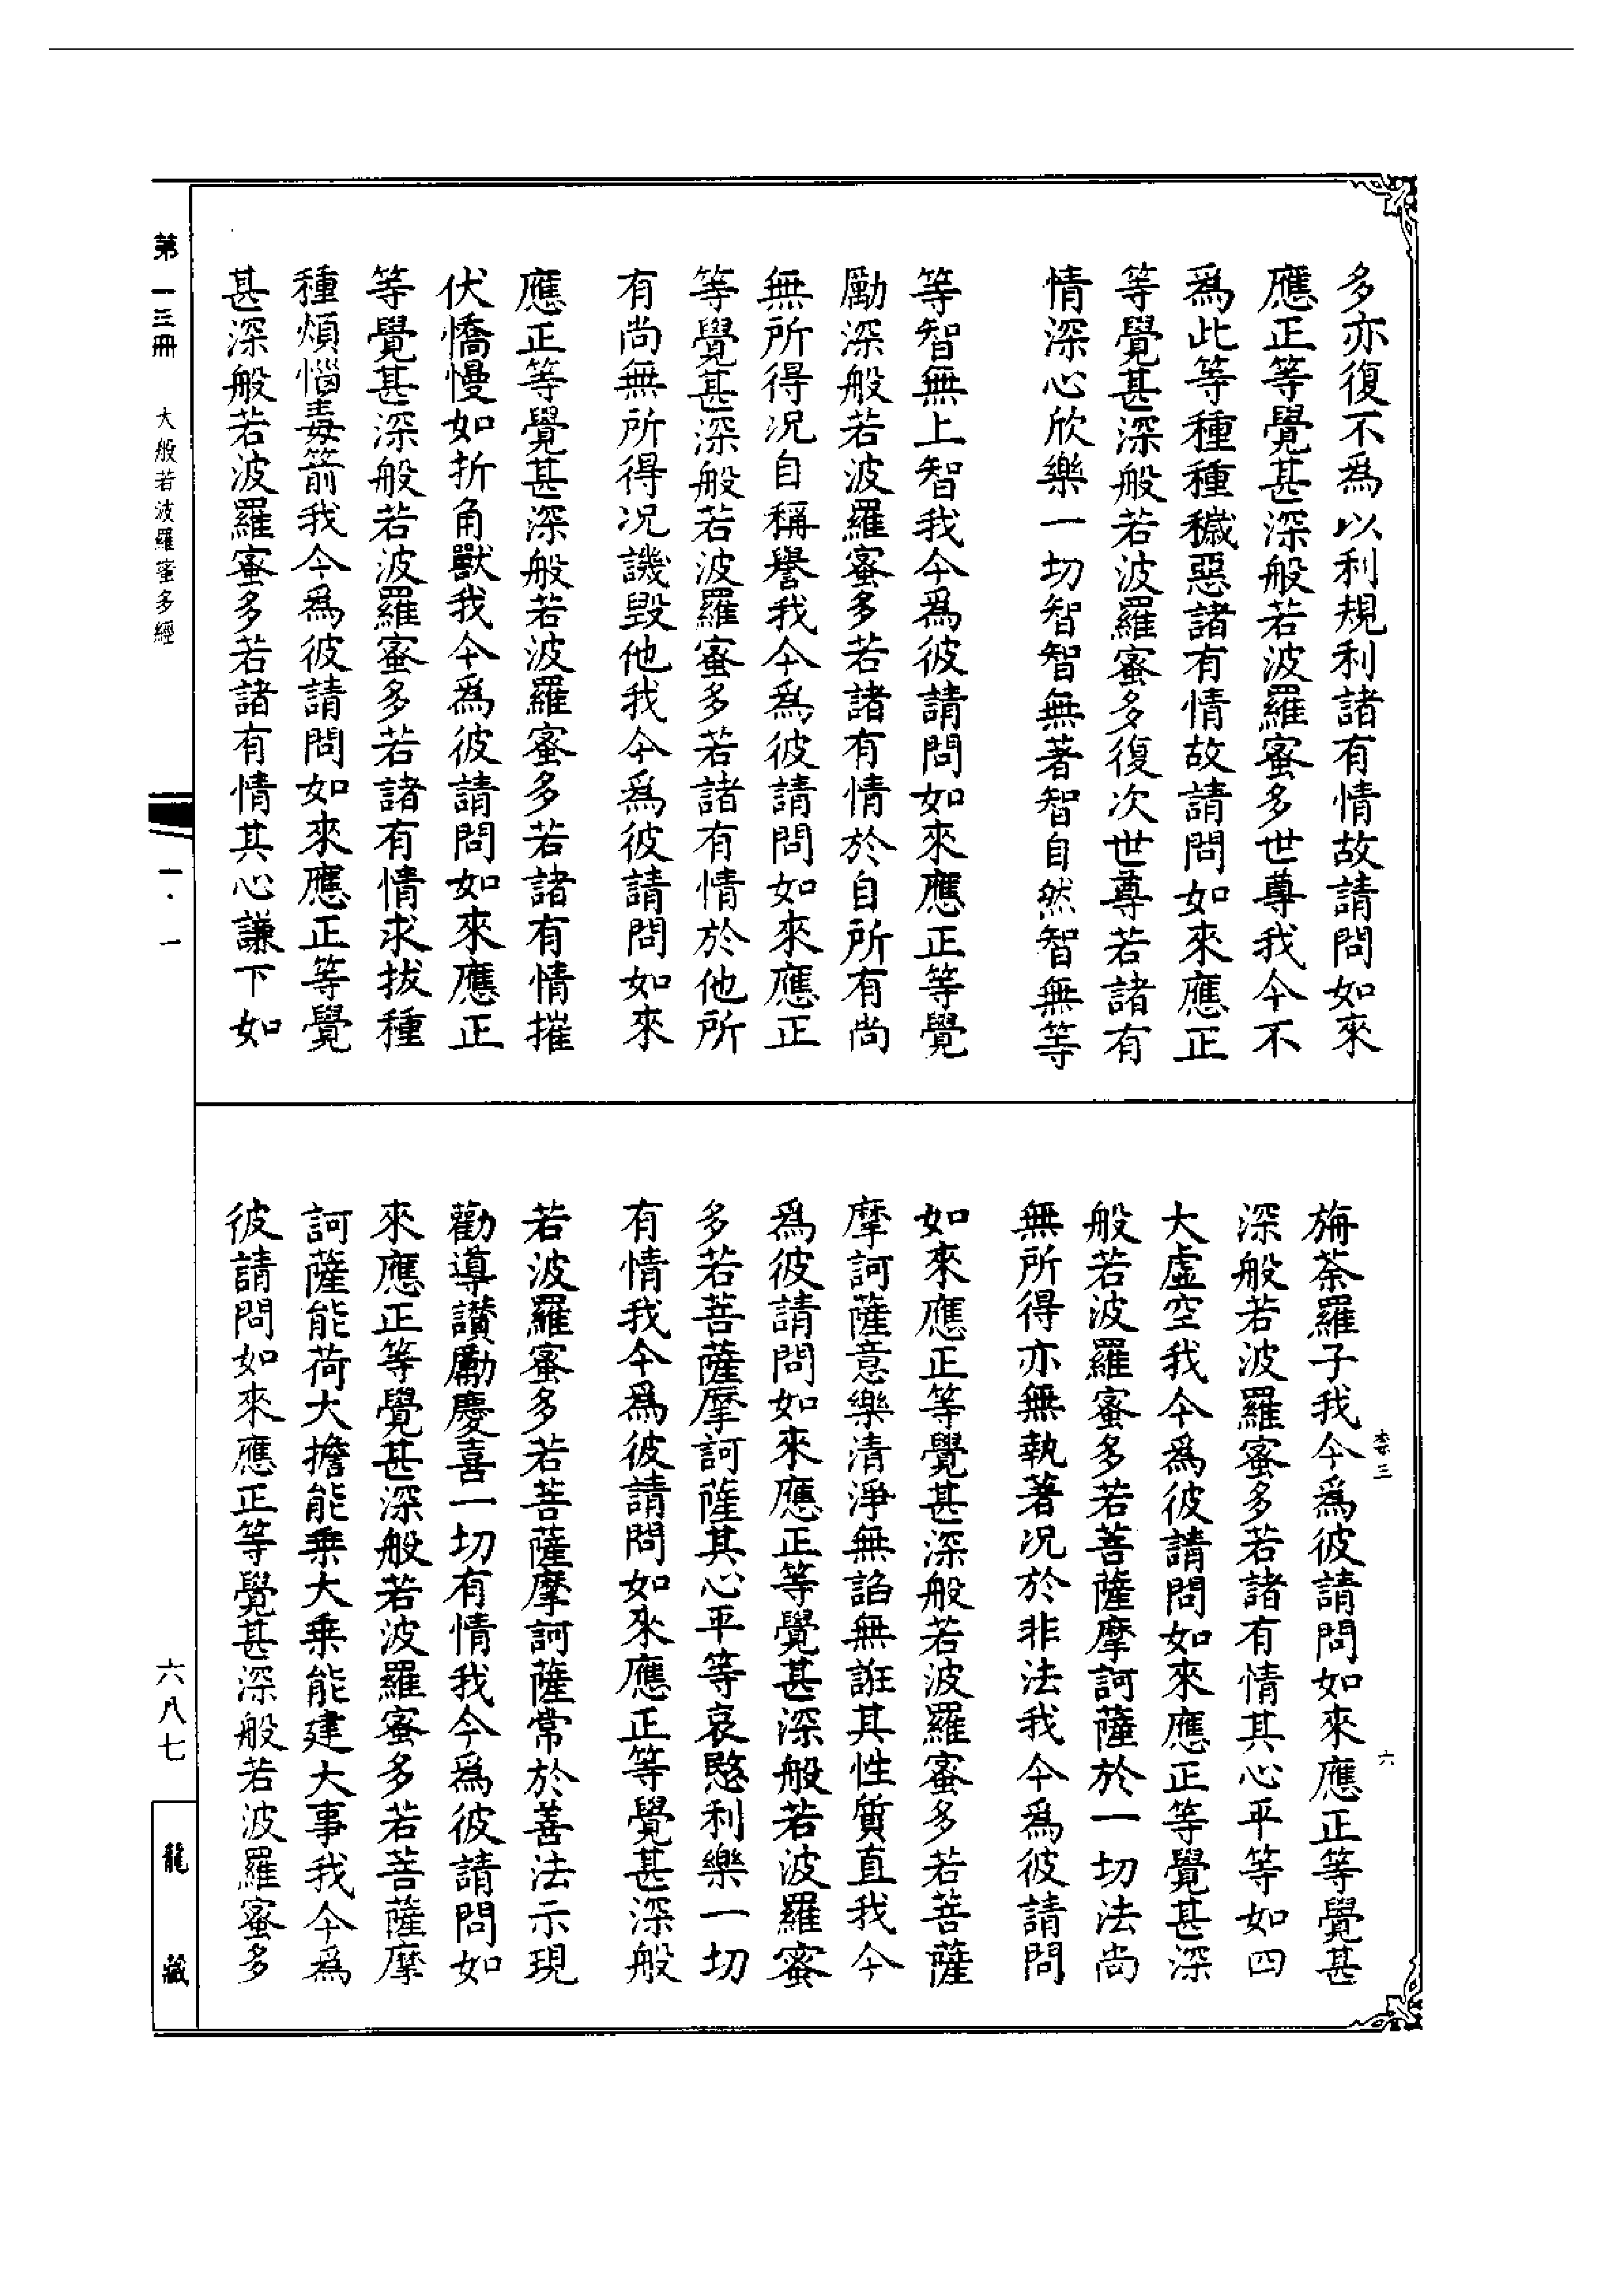 多亦復不爲以利規利諸有情故請問如來
應正等覺甚深般若波羅蜜多世尊我今不
爲此等種種穢惡諸有情故請問如來應正
等覺甚深般若波羅蜜多復次世尊若諸有
情深心欣樂一切智智無著智自然智無等
等智無上智我今爲彼請問如來應正等覺
勵深般若波羅蜜多若諸有情於自所有尚
無所得况自稱譽我今爲彼請問如來應正
等覺甚深般若波羅蜜多若諸有情於他所
有尚無所得况譏毀他我今爲彼請問如來
應正等覺甚深般若波羅蜜多若諸有情摧
伏憍慢如折角獸我今爲彼請問如來應正
等覺甚深般若波羅蜜多若諸有情求拔種
種煩惱毒箭我今爲彼請問如來應正等覺
甚深般若波羅蜜多若諸有情其心謙下如
旃荼羅子我今爲彼請問如來應正等覺甚
深般若波羅蜜多若諸有情其心平等如四
大虛空我今爲彼請問如來應正等覺甚深
般若波羅蜜多若菩薩摩訶薩於一切法尚
無所得亦無執著况於非法我今爲彼請問
如來應正等覺甚深般若波羅蜜多若菩薩
摩訶薩意樂清淨無諂無誑其性質直我今
爲彼請問如來應正等覺甚深般若波羅蜜
多若菩薩摩訶薩其心平等哀愍利樂一切
有情我今爲彼請問如來應正等覺甚深般
若波羅蜜多若菩薩摩訶薩常於善法示現
勸導讃勵慶喜一切有情我今爲彼請問如
來應正等覺甚深般若波羅蜜多若菩薩摩
訶薩能荷大擔能乗大乗能建大事我今爲
彼請問如來應正等覺甚深般若波羅蜜多
柰三
六
第一三冊
大般若波羅蜜多經
一·一
六八七
龍藏